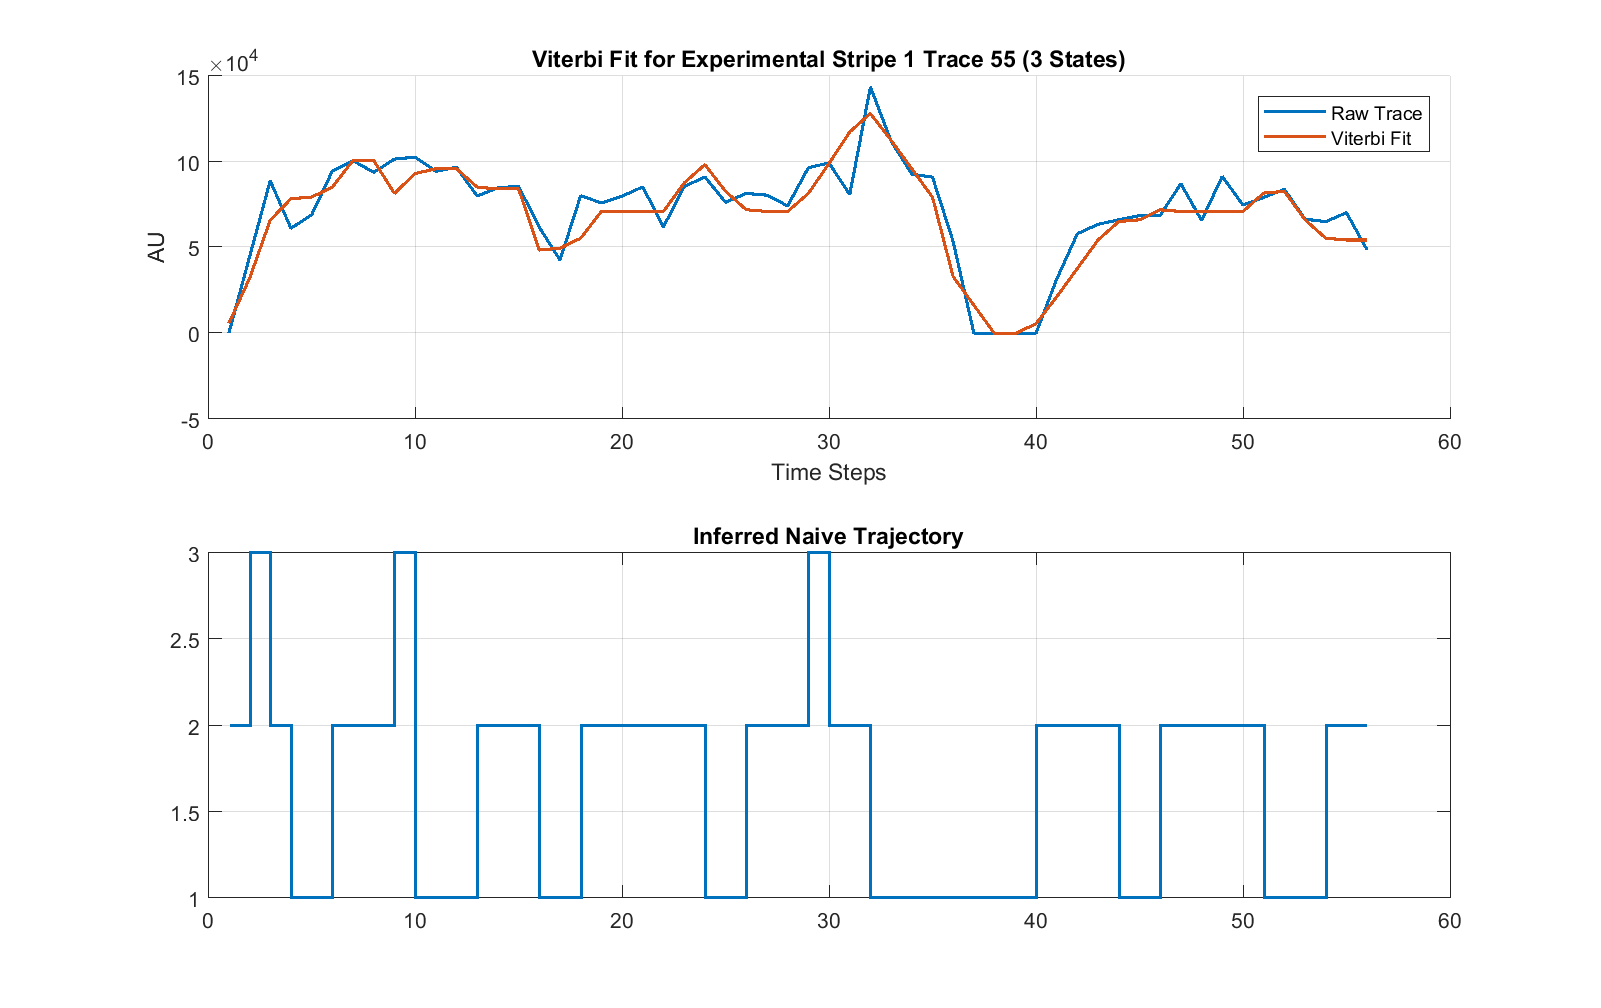 Viterbi Fit for Experimental Stripe 1 Trace 55 (3 States)
×10⁴
15
10
5
0
-5
AU
Raw Trace
Viterbi Fit
0 10 20 30 40 50 60
Time Steps
Inferred Naive Trajectory
3
2.5
2
1.5
1
0 10 20 30 40 50 60